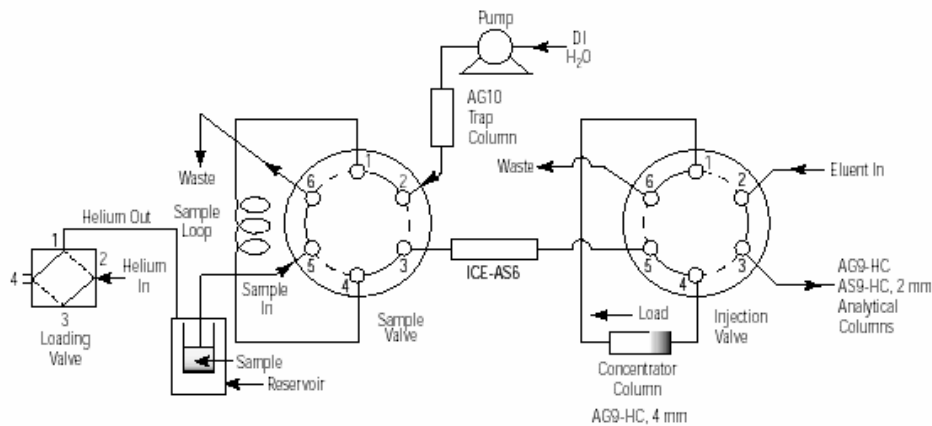 Pump
DI
H₂O
AG10
Trap
Column
1
2
3
4
5
6
Waste
Sample
Loop
Helium Out
1
2
3
4
Helium
In
Loading
Valve
Sample
In
Sample
Valve
Sample
Reservoir
ICE-AS6
Waste
1
2
3
4
5
6
Eluent In
AG9-HC
AS9-HC, 2 mm
Analytical
Columns
Load
Injection
Valve
Concentrator
Column
AG9-HC, 4 mm